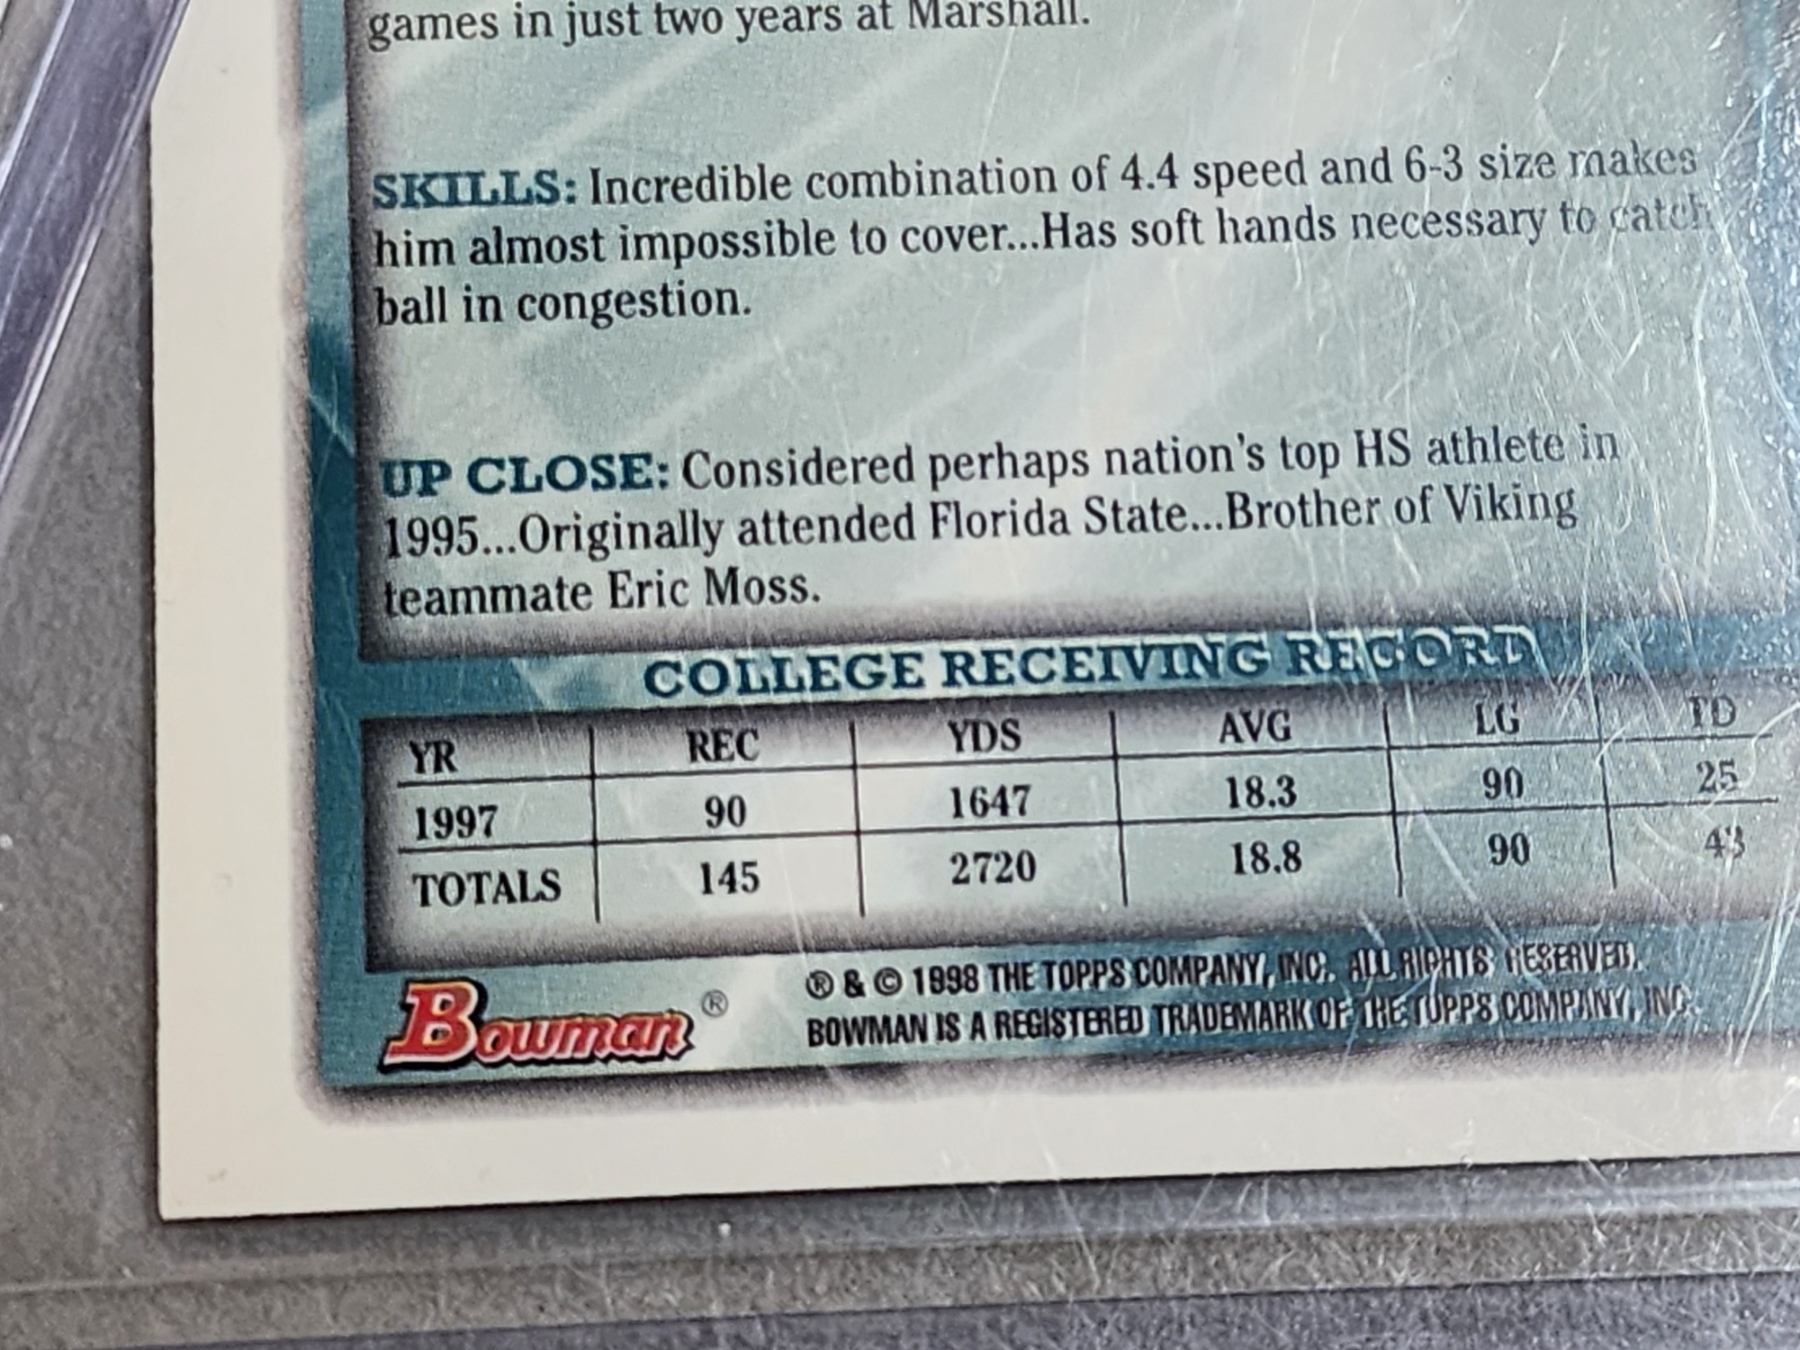 games in just two years at Marshall.
SKILLS: Incredible combination of 4.4 speed and 6-3 size makes
him almost impossible to cover...Has soft hands necessary to catch
ball in congestion.
UP CLOSE: Considered perhaps nation's top HS athlete in
1995...Originally attended Florida State...Brother of Viking
teammate Eric Moss.
COLLEGE RECEIVING RECORD
YR REC YDS AVG LG TD
1997 90 1647 18.3 90 25
TOTALS 145 2720 18.8 90 43
Bowman ® ® & © 1998 THE TOPPS COMPANY, INC. ALL RIGHTS RESERVED.
BOWMAN IS A REGISTERED TRADEMARK OF THE TOPPS COMPANY, INC.